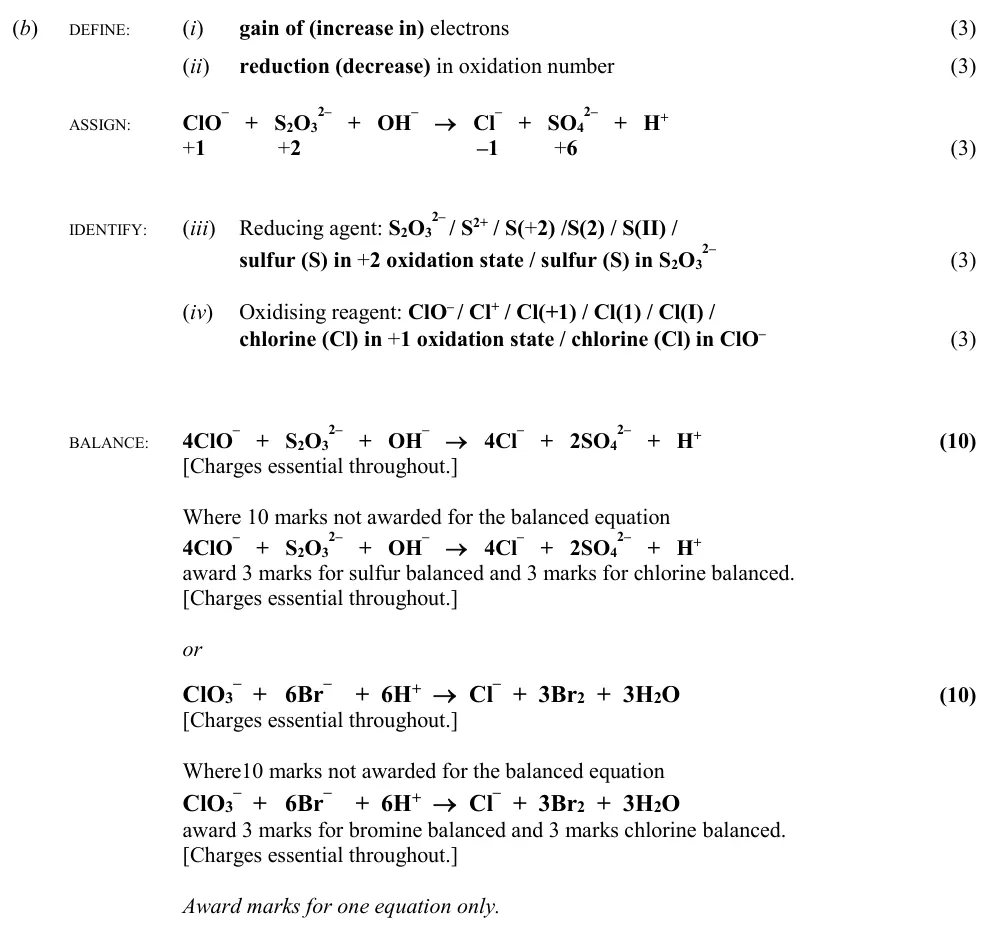 (b) DEFINE: (i) gain of (increase in) electrons (3)
(ii) reduction (decrease) in oxidation number (3)
ASSIGN: ClO⁻ + S₂O₃²⁻ + OH⁻ → Cl⁻ + SO₄²⁻ + H⁺
+1 +2 –1 +6 (3)
IDENTIFY: (iii) Reducing agent: S₂O₃²⁻ / S²⁺ / S(+2) /S(2) / S(II) /
sulfur (S) in +2 oxidation state / sulfur (S) in S₂O₃²⁻ (3)
(iv) Oxidising reagent: ClO⁻ / Cl⁺ / Cl(+1) / Cl(1) / Cl(I) /
chlorine (Cl) in +1 oxidation state / chlorine (Cl) in ClO⁻ (3)
BALANCE: 4ClO⁻ + S₂O₃²⁻ + OH⁻ → 4Cl⁻ + 2SO₄²⁻ + H⁺ (10)
[Charges essential throughout.]
Where 10 marks not awarded for the balanced equation
4ClO⁻ + S₂O₃²⁻ + OH⁻ → 4Cl⁻ + 2SO₄²⁻ + H⁺
award 3 marks for sulfur balanced and 3 marks for chlorine balanced.
[Charges essential throughout.]
or
ClO₃⁻ + 6Br⁻ + 6H⁺ → Cl⁻ + 3Br₂ + 3H₂O (10)
[Charges essential throughout.]
Where10 marks not awarded for the balanced equation
ClO₃⁻ + 6Br⁻ + 6H⁺ → Cl⁻ + 3Br₂ + 3H₂O
award 3 marks for bromine balanced and 3 marks chlorine balanced.
[Charges essential throughout.]
Award marks for one equation only.